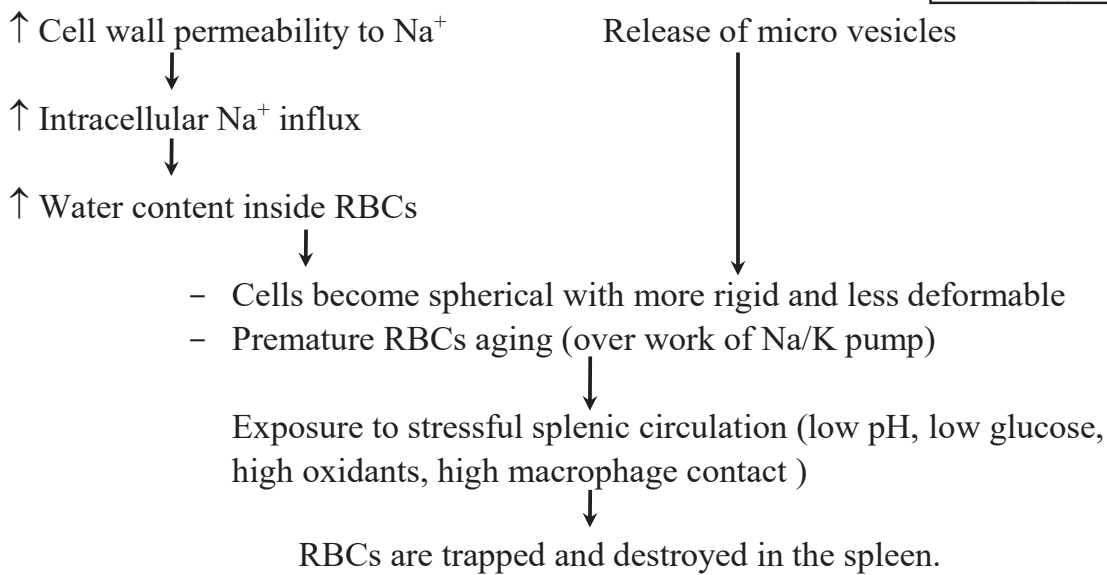 ↑ Cell wall permeability to Na⁺
Release of micro vesicles
↑ Intracellular Na⁺ influx
↑ Water content inside RBCs
- Cells become spherical with more rigid and less deformable
- Premature RBCs aging (over work of Na/K pump)
Exposure to stressful splenic circulation (low pH, low glucose,
high oxidants, high macrophage contact )
RBCs are trapped and destroyed in the spleen.